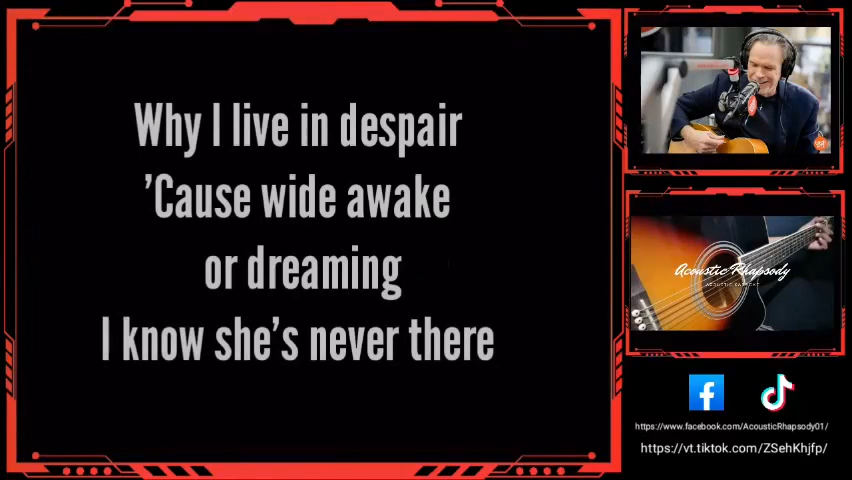 Why I live in despair
’Cause wide awake
or dreaming
I know she’s never there
Acoustic Rhapsody
https://www.facebook.com/AcousticRhapsody01/
https://vt.tiktok.com/ZSehKhjfp/